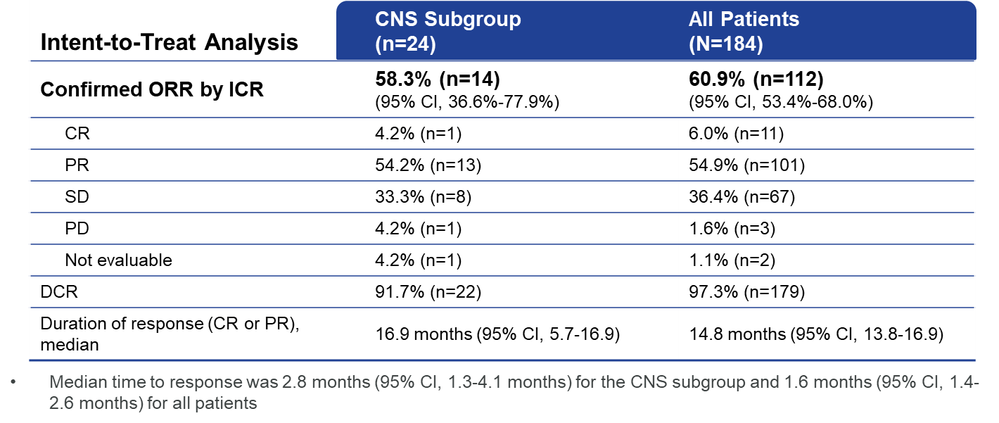 Intent-to-Treat Analysis
CNS Subgroup
(n=24)
All Patients
(N=184)
Confirmed ORR by ICR
58.3% (n=14)
(95% CI, 36.6%-77.9%)
60.9% (n=112)
(95% CI, 53.4%-68.0%)
CR 4.2% (n=1) 6.0% (n=11)
PR 54.2% (n=13) 54.9% (n=101)
SD 33.3% (n=8) 36.4% (n=67)
PD 4.2% (n=1) 1.6% (n=3)
Not evaluable 4.2% (n=1) 1.1% (n=2)
DCR 91.7% (n=22) 97.3% (n=179)
Duration of response (CR or PR),
median
16.9 months (95% CI, 5.7-16.9) 14.8 months (95% CI, 13.8-16.9)
• Median time to response was 2.8 months (95% CI, 1.3-4.1 months) for the CNS subgroup and 1.6 months (95% CI, 1.4-
2.6 months) for all patients